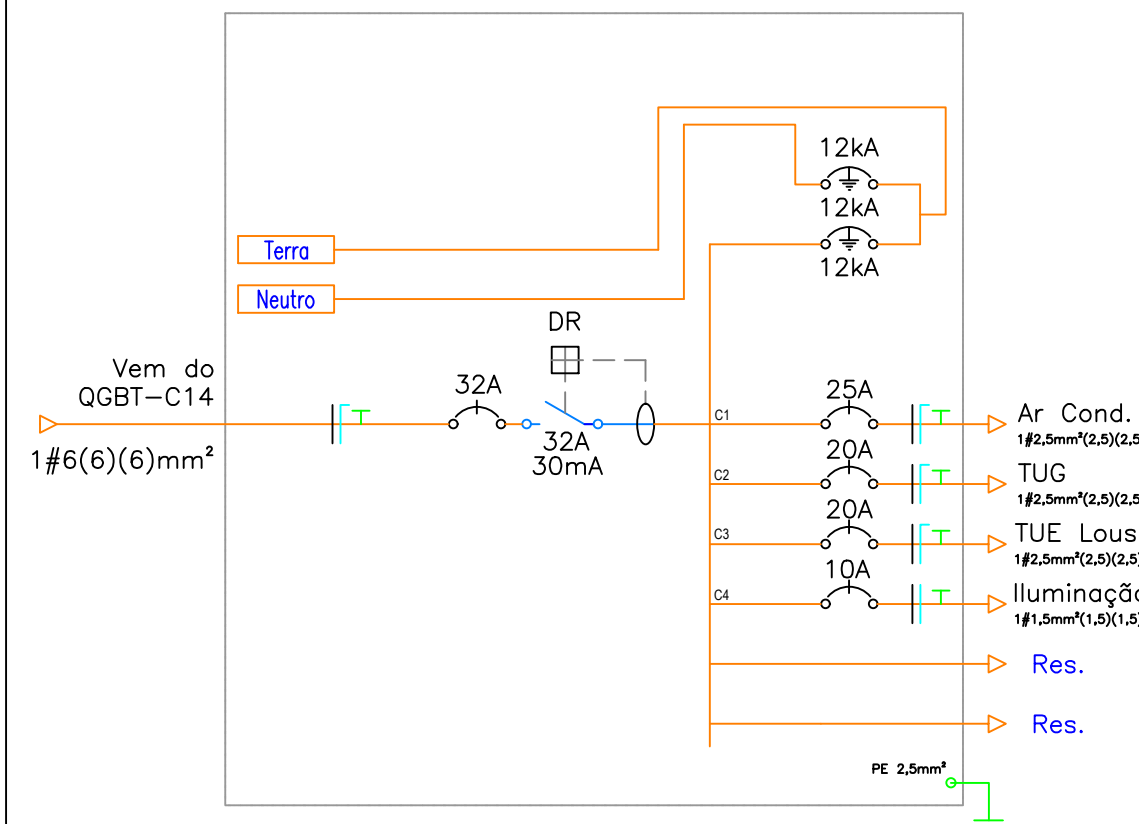 12kA
12kA
12kA
Terra
Neutro
DR
Vem do
QGBT-C14
1#6(6)(6)mm²
32A
32A
30mA
C1
25A
Ar Cond.
1#2,5mm²(2,5)(2,5
C2
20A
TUG
1#2,5mm²(2,5)(2,5
C3
20A
TUE Lous
1#2,5mm²(2,5)(2,5)
C4
10A
Iluminação
1#1,5mm²(1,5)(1,5)
Res.
Res.
PE 2,5mm²